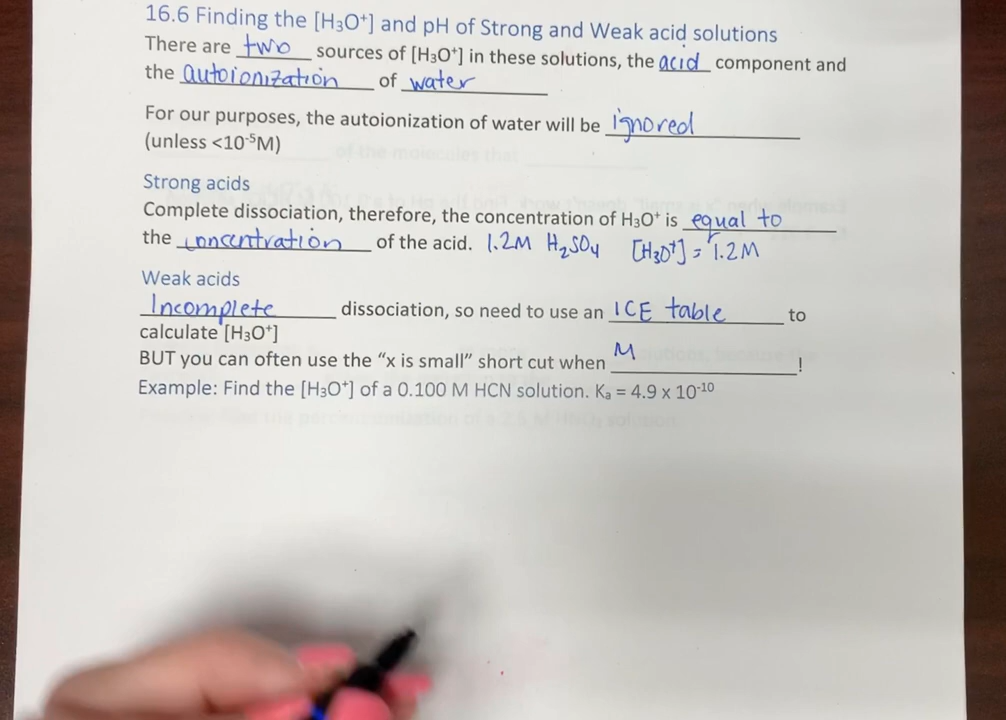 16.6 Finding the [H₃O⁺] and pH of Strong and Weak acid solutions
There are two sources of [H₃O⁺] in these solutions, the acid component and
the autoionization of water
For our purposes, the autoionization of water will be ignored
(unless <10⁻⁵M)
Strong acids
Complete dissociation, therefore, the concentration of H₃O⁺ is equal to
the concentration of the acid. 1.2M H₂SO₄ [H₃O⁺] = 1.2M
Weak acids
Incomplete dissociation, so need to use an ICE table to
calculate [H₃O⁺]
BUT you can often use the “x is small” short cut when M !
Example: Find the [H₃O⁺] of a 0.100 M HCN solution. Kₐ = 4.9 x 10⁻¹⁰